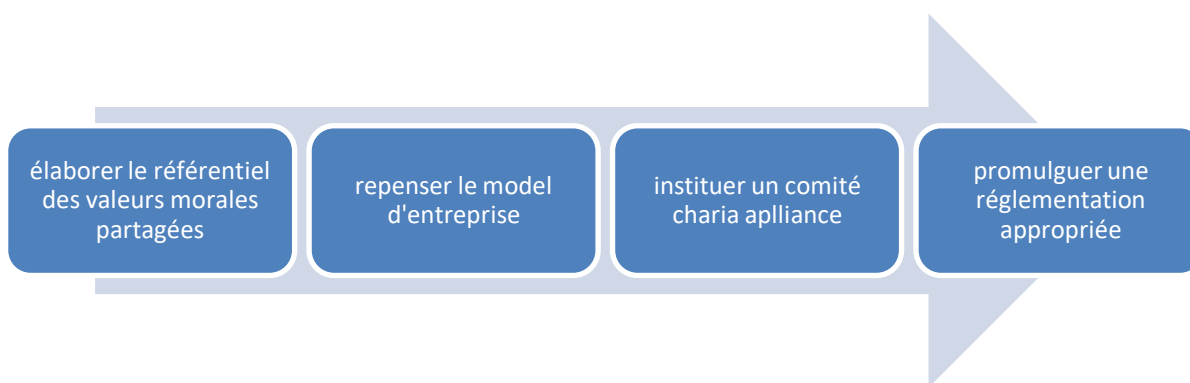 élaborer le référentiel
des valeurs morales
partagées
repenser le model
d'entreprise
instituer un comité
charia aplliance
promulguer une
réglementation
appropriée